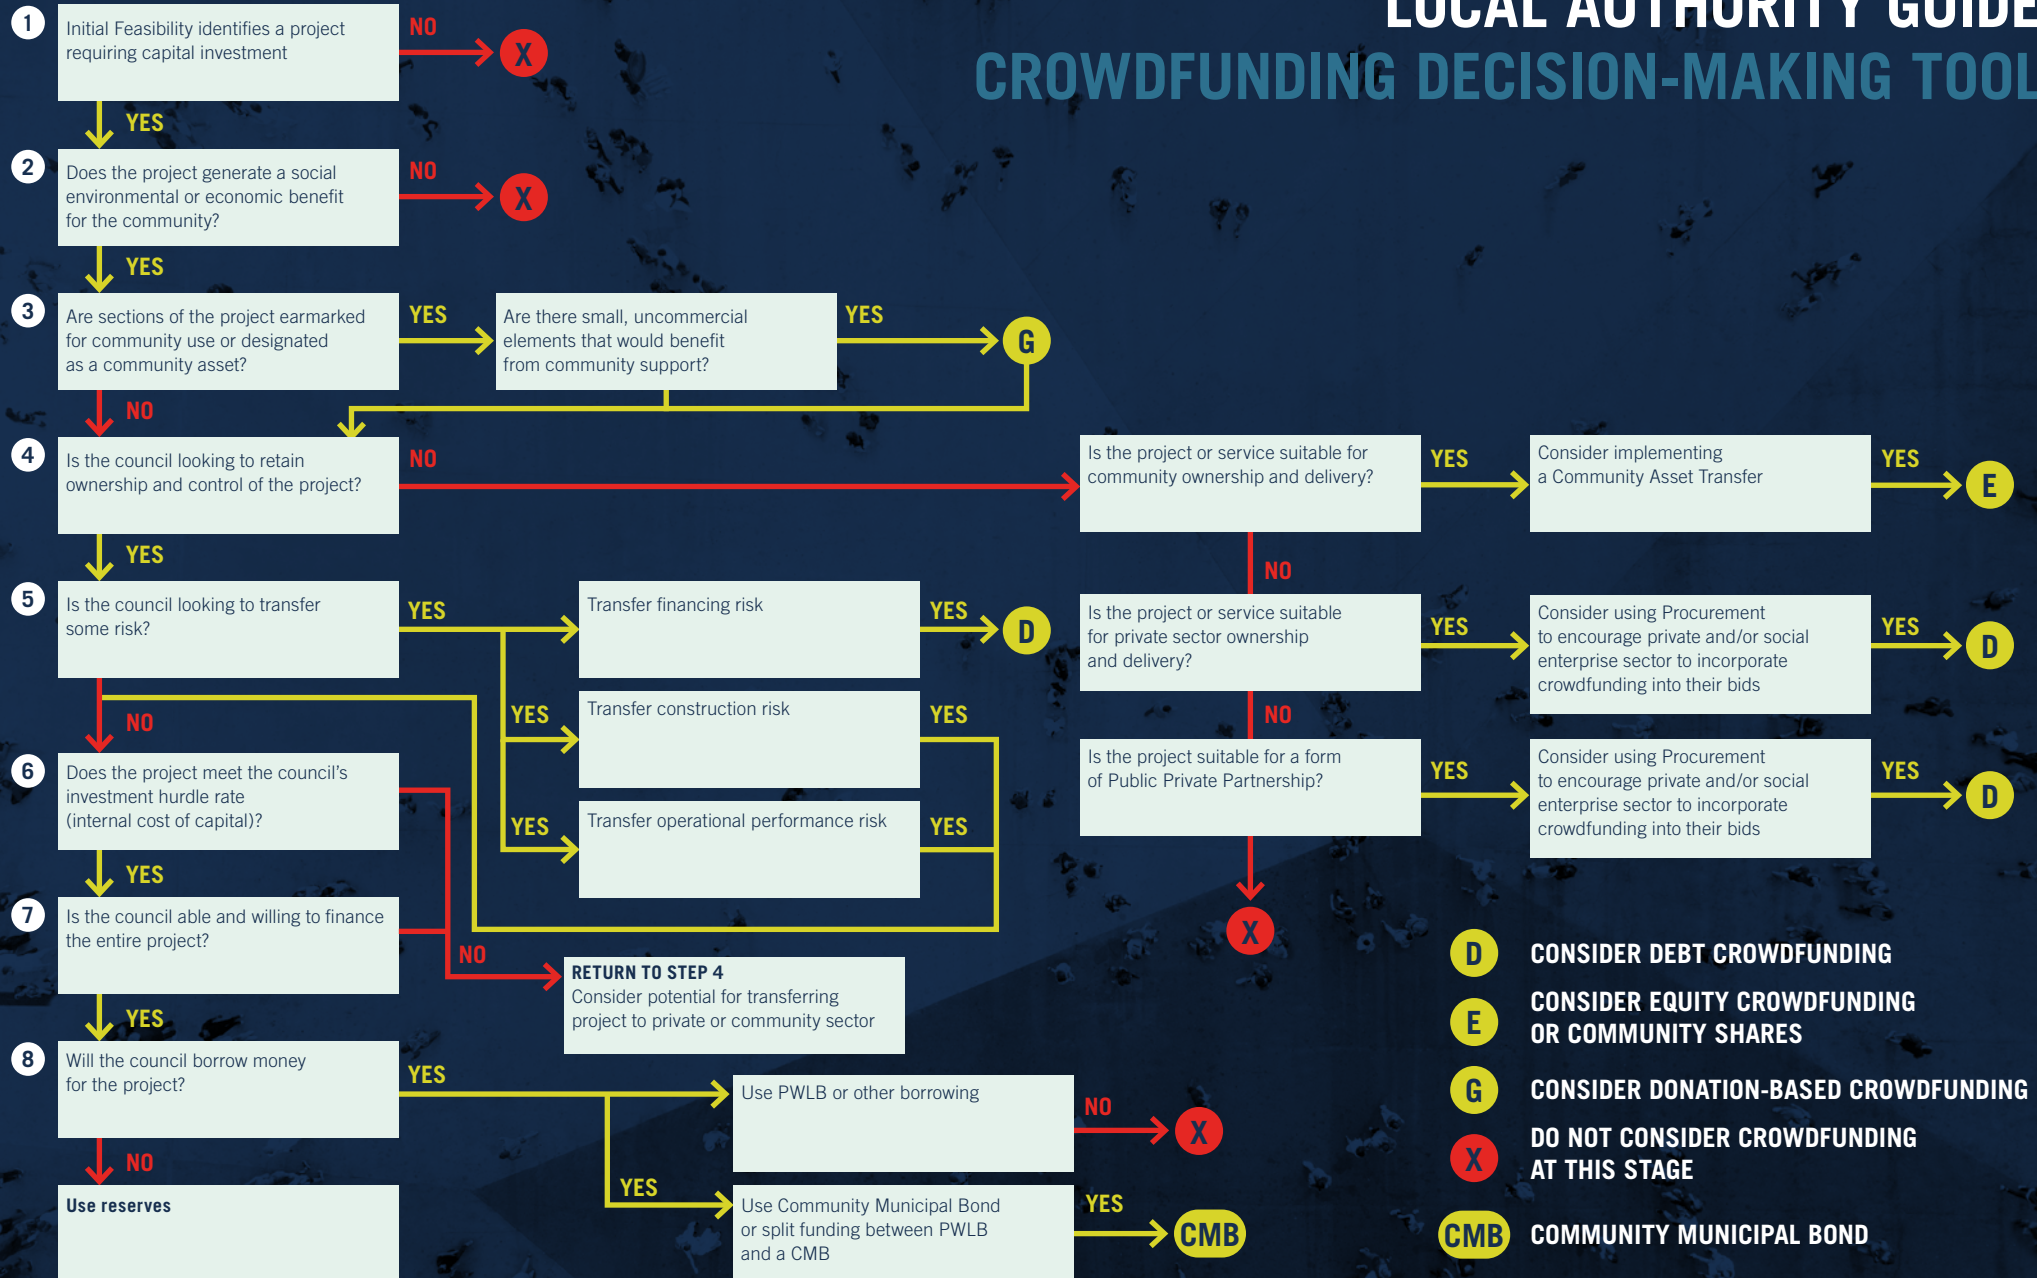 LOCAL AUTHORITY GUIDE
CROWDFUNDING DECISION-MAKING TOOL
1
Initial Feasibility identifies a project
requiring capital investment
NO
X
YES
2
Does the project generate a social
environmental or economic benefit
for the community?
NO
X
YES
3
Are sections of the project earmarked
for community use or designated
as a community asset?
YES
Are there small, uncommercial
elements that would benefit
from community support?
YES
G
NO
4
Is the council looking to retain
ownership and control of the project?
NO
Is the project or service suitable for
community ownership and delivery?
YES
Consider implementing
a Community Asset Transfer
YES
E
YES
NO
5
Is the council looking to transfer
some risk?
YES
Transfer financing risk
YES
D
Is the project or service suitable
for private sector ownership
and delivery?
YES
Consider using Procurement
to encourage private and/or social
enterprise sector to incorporate
crowdfunding into their bids
YES
D
NO
YES
Transfer construction risk
YES
NO
6
Does the project meet the council's
investment hurdle rate
(internal cost of capital)?
YES
Transfer operational performance risk
YES
Is the project suitable for a form
of Public Private Partnership?
YES
Consider using Procurement
to encourage private and/or social
enterprise sector to incorporate
crowdfunding into their bids
YES
D
X
YES
7
Is the council able and willing to finance
the entire project?
NO
RETURN TO STEP 4
Consider potential for transferring
project to private or community sector
YES
8
Will the council borrow money
for the project?
YES
Use PWLB or other borrowing
NO
X
NO
Use reserves
YES
Use Community Municipal Bond
or split funding between PWLB
and a CMB
YES
CMB
D
CONSIDER DEBT CROWDFUNDING
E
CONSIDER EQUITY CROWDFUNDING
OR COMMUNITY SHARES
G
CONSIDER DONATION-BASED CROWDFUNDING
X
DO NOT CONSIDER CROWDFUNDING
AT THIS STAGE
CMB
COMMUNITY MUNICIPAL BOND